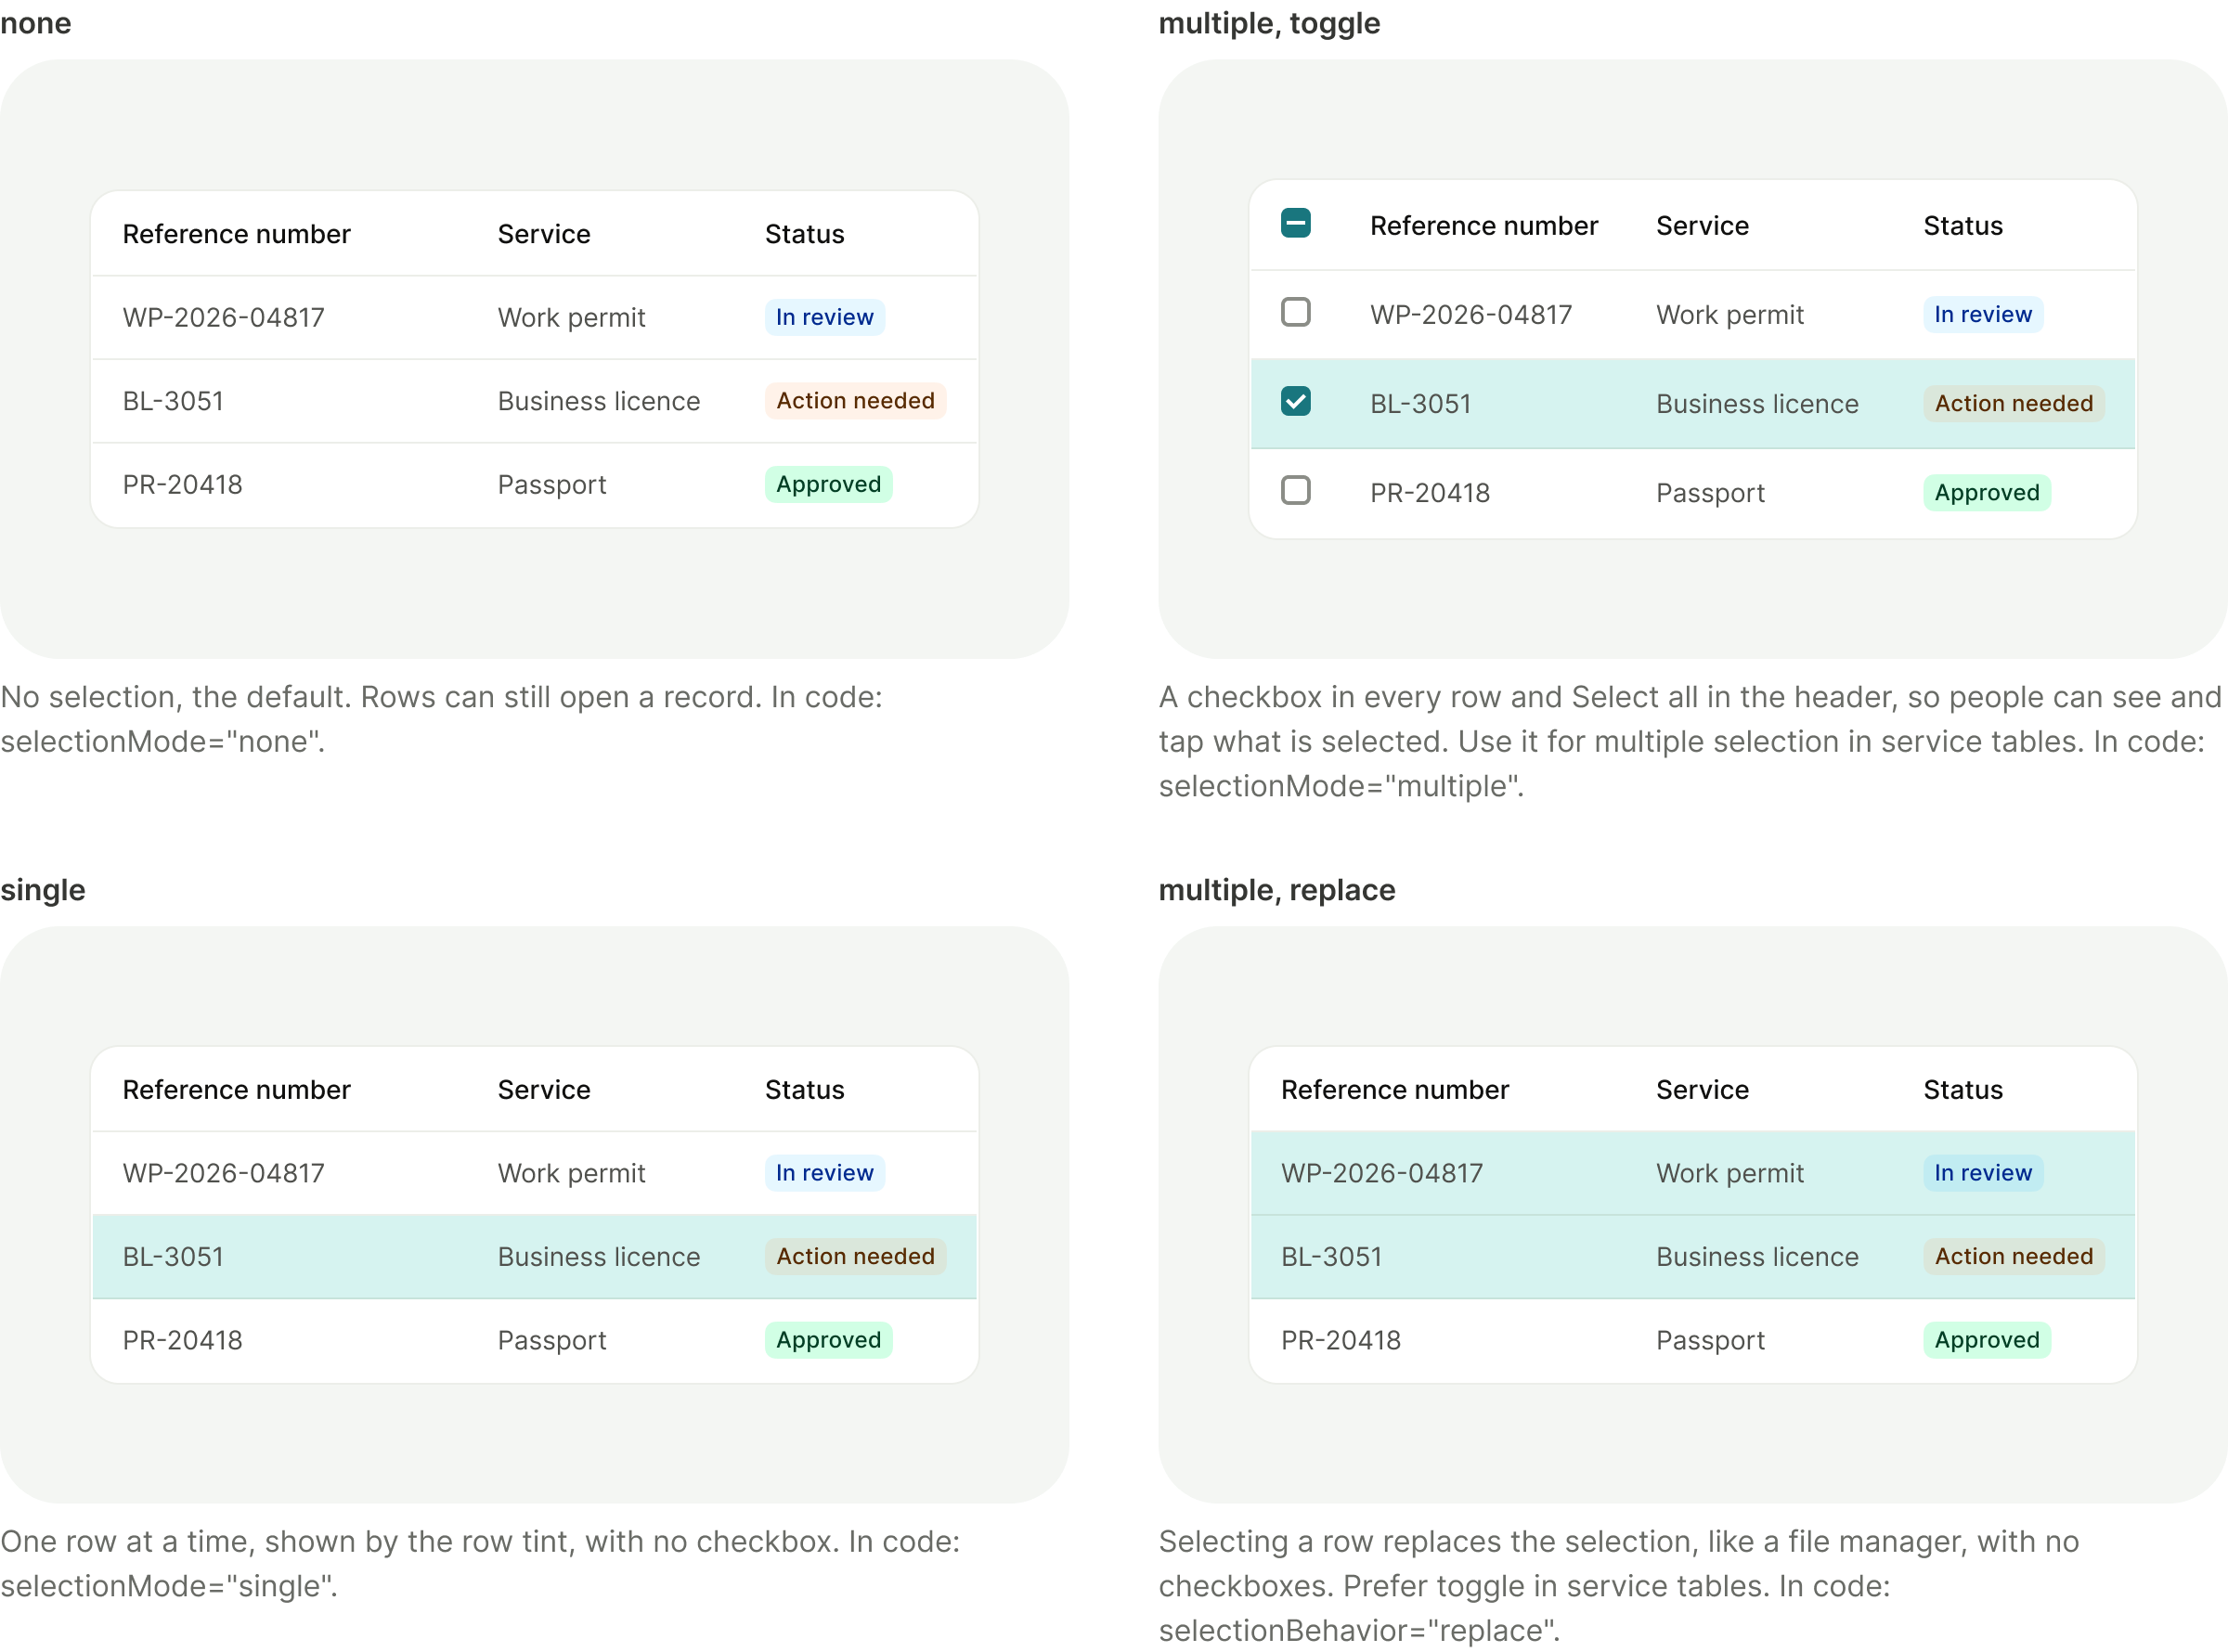 none
Reference number Service Status
WP-2026-04817 Work permit In review
BL-3051 Business licence Action needed
PR-20418 Passport Approved
No selection, the default. Rows can still open a record. In code:
selectionMode="none".
multiple, toggle
Reference number Service Status
WP-2026-04817 Work permit In review
BL-3051 Business licence Action needed
PR-20418 Passport Approved
A checkbox in every row and Select all in the header, so people can see and
tap what is selected. Use it for multiple selection in service tables. In code:
selectionMode="multiple".
single
Reference number Service Status
WP-2026-04817 Work permit In review
BL-3051 Business licence Action needed
PR-20418 Passport Approved
One row at a time, shown by the row tint, with no checkbox. In code:
selectionMode="single".
multiple, replace
Reference number Service Status
WP-2026-04817 Work permit In review
BL-3051 Business licence Action needed
PR-20418 Passport Approved
Selecting a row replaces the selection, like a file manager, with no
checkboxes. Prefer toggle in service tables. In code:
selectionBehavior="replace".